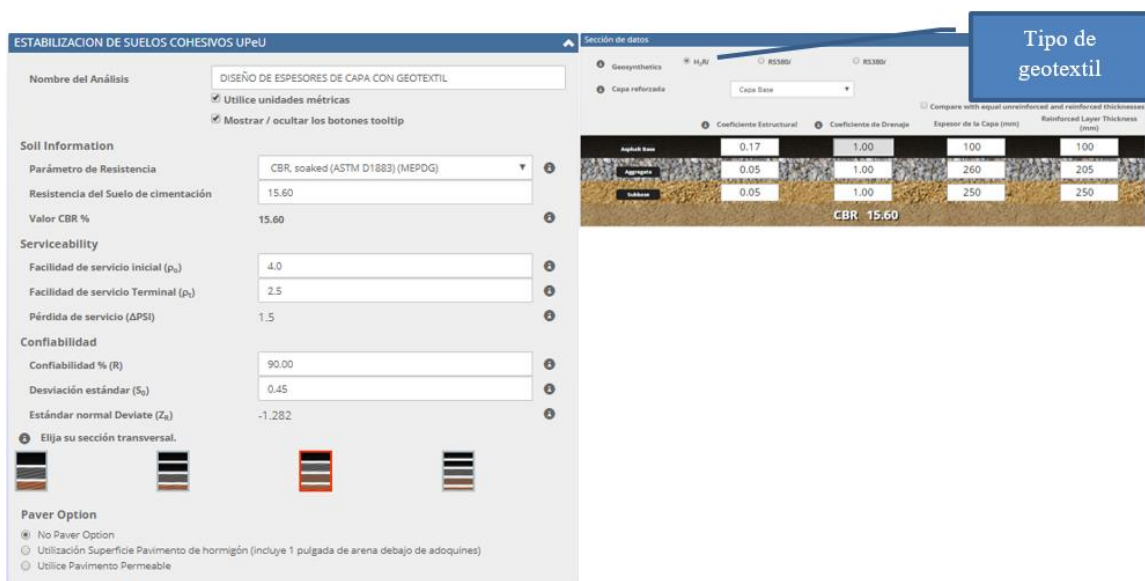 ESTABILIZACION DE SUELOS COHESIVOS UPeU
Nombre del Análisis
DISEÑO DE ESPESORES DE CAPA CON GEOTEXTIL
Utilice unidades métricas
Mostrar / ocultar los botones tooltip
Soil Information
Parámetro de Resistencia
CBR, soaked (ASTM D1883) (MEPDG)
Resistencia del Suelo de cimentación
15.60
Valor CBR %
15.60
Serviceability
Facilidad de servicio inicial (ρₒ)
4.0
Facilidad de servicio Terminal (ρₜ)
2.5
Pérdida de servicio (ΔPSI)
1.5
Confiabilidad
Confiabilidad % (R)
90.00
Desviación estándar (S₀)
0.45
Estándar normal Deviate (Z_R)
-1.282
Elija su sección transversal.
Paver Option
No Paver Option
Utilización Superficie Pavimento de hormigón (incluye 1 pulgada de arena debajo de adoquines)
Utilice Pavimento Permeable
Sección de datos
Tipo de
geotextil
Geosynthetics
H₂Ri
RS580i
RS380i
Capa reforzada
Capa Base
Compare with equal unreinforced and reinforced thicknesses
Coeficiente Estructural
Coeficiente de Drenaje
Espesor de la Capa (mm)
Reinforced Layer Thickness
(mm)
Asphalt Base
0.17
1.00
100
100
Aggregate
0.05
1.00
260
205
Subbase
0.05
1.00
250
250
CBR 15.60